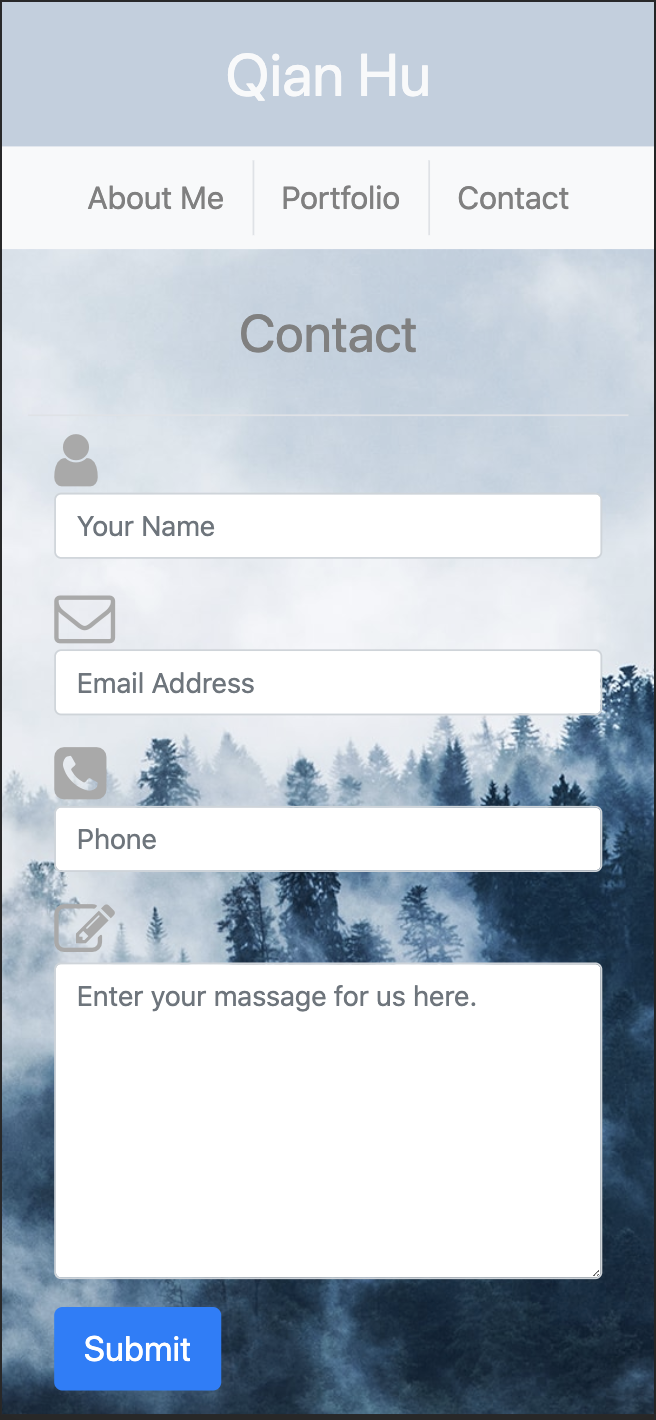 Qian Hu
About Me Portfolio Contact
Contact
Your Name
Email Address
Phone
Enter your massage for us here.
Submit